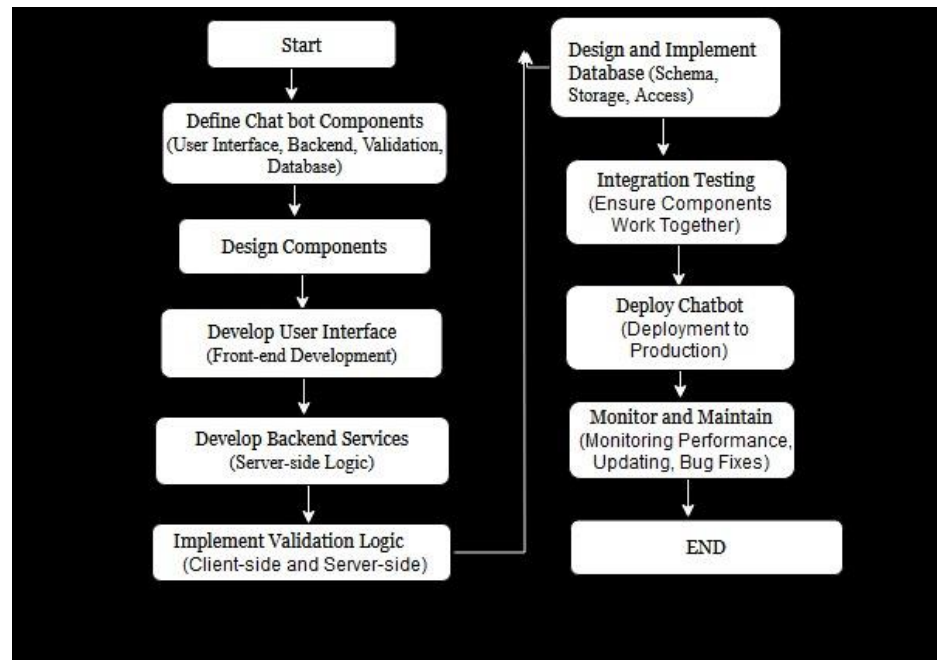 Start
Define Chat bot Components
(User Interface, Backend, Validation,
Database)
Design Components
Develop User Interface
(Front-end Development)
Develop Backend Services
(Server-side Logic)
Implement Validation Logic
(Client-side and Server-side)
Design and Implement
Database (Schema,
Storage, Access)
Integration Testing
(Ensure Components
Work Together)
Deploy Chatbot
(Deployment to
Production)
Monitor and Maintain
(Monitoring Performance,
Updating, Bug Fixes)
END